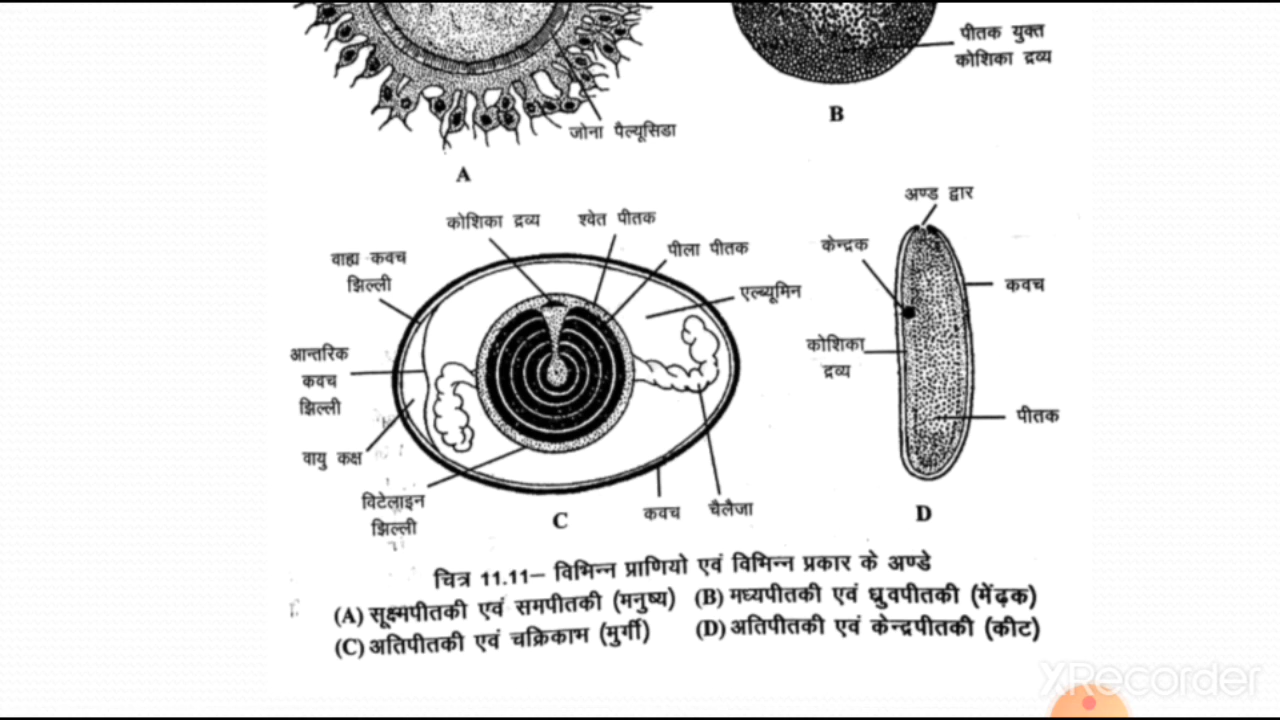 पीतक युक्त
कोशिका द्रव्य
B
जोना पैल्यूसिडा
A
अण्ड द्वार
कोशिका द्रव्य
श्वेत पीतक
पीला पीतक
केन्द्रक
वाह्य कवच
झिल्ली
एल्ब्यूमिन
कवच
आन्तरिक
कवच
झिल्ली
कोशिका
द्रव्य
पीतक
वायु कक्ष
विटेलाइन
झिल्ली
कवच
चैलैजा
C
D
चित्र 11.11– विभिन्न प्राणियो एवं विभिन्न प्रकार के अण्डे
(A) सूक्ष्मपीतकी एवं समपीतकी (मनुष्य) (B) मध्यपीतकी एवं ध्रुवपीतकी (मेंढ़क)
(C) अतिपीतकी एवं चक्रिकाभ (मुर्गी) (D) अतिपीतकी एवं केन्द्रपीतकी (कीट)
XRecorder